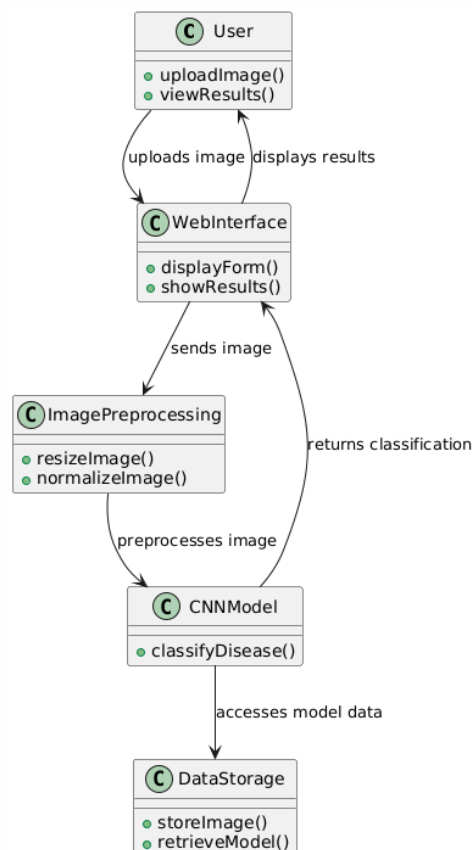 C User
uploadImage()
viewResults()
uploads image displays results
C WebInterface
displayForm()
showResults()
sends image
C ImagePreprocessing
resizeImage()
normalizeImage()
returns classification
preprocesses image
C CNNModel
classifyDisease()
accesses model data
C DataStorage
storeImage()
retrieveModel()